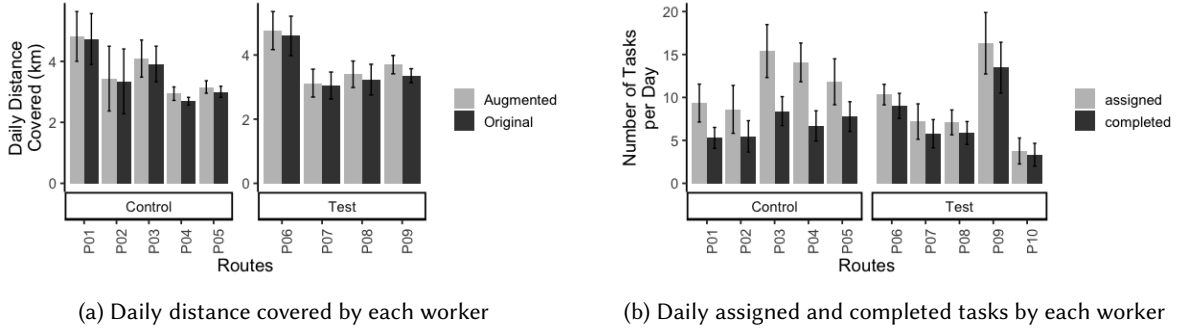 Daily Distance
Covered (km)
4
2
0
4
2
0
Augmented
Original
Control
Test
P01
P02
P03
P04
P05
P06
P07
P08
P09
Routes
(a) Daily distance covered by each worker
Number of Tasks
per Day
20
15
10
5
0
assigned
completed
Control
Test
P01
P02
P03
P04
P05
P06
P07
P08
P09
P10
Routes
(b) Daily assigned and completed tasks by each worker